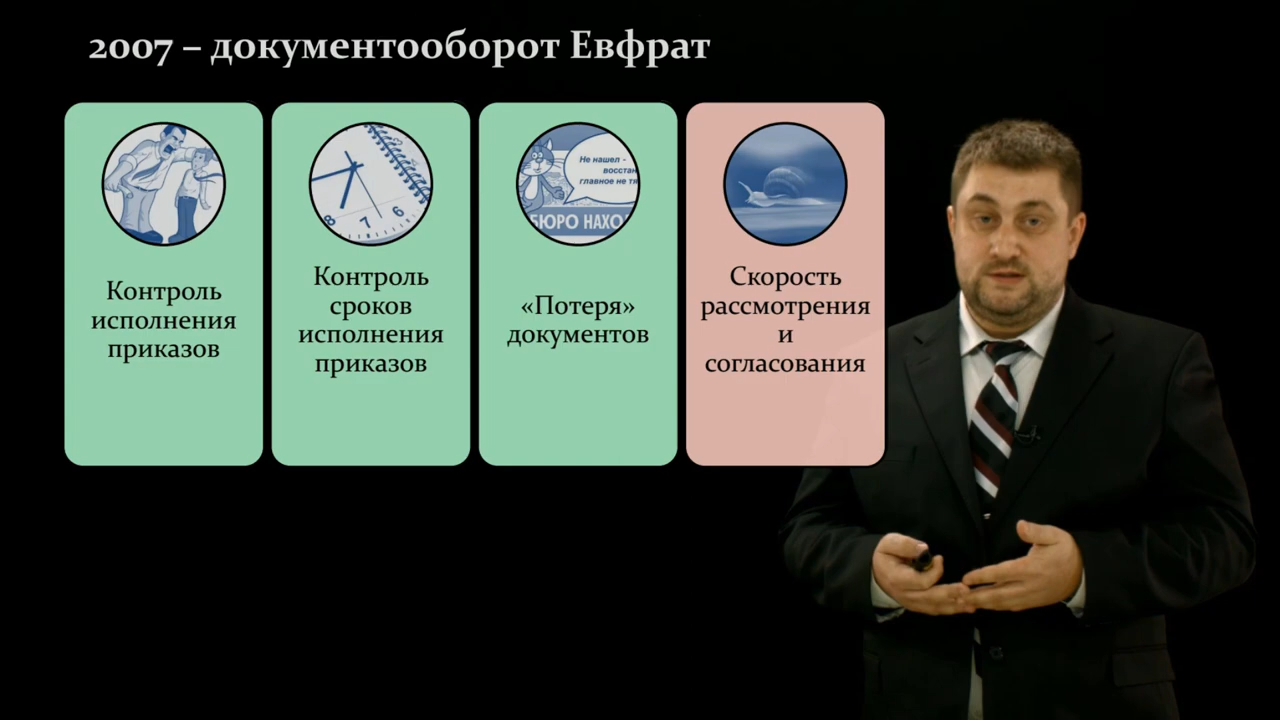 2007 – документооборот Евфрат
Контроль
исполнения
приказов
8
7
6
Контроль
сроков
исполнения
приказов
Не нашел -
главное не
БЮРО
«Потеря»
документов
Скорость
рассмотрения
и
согласования